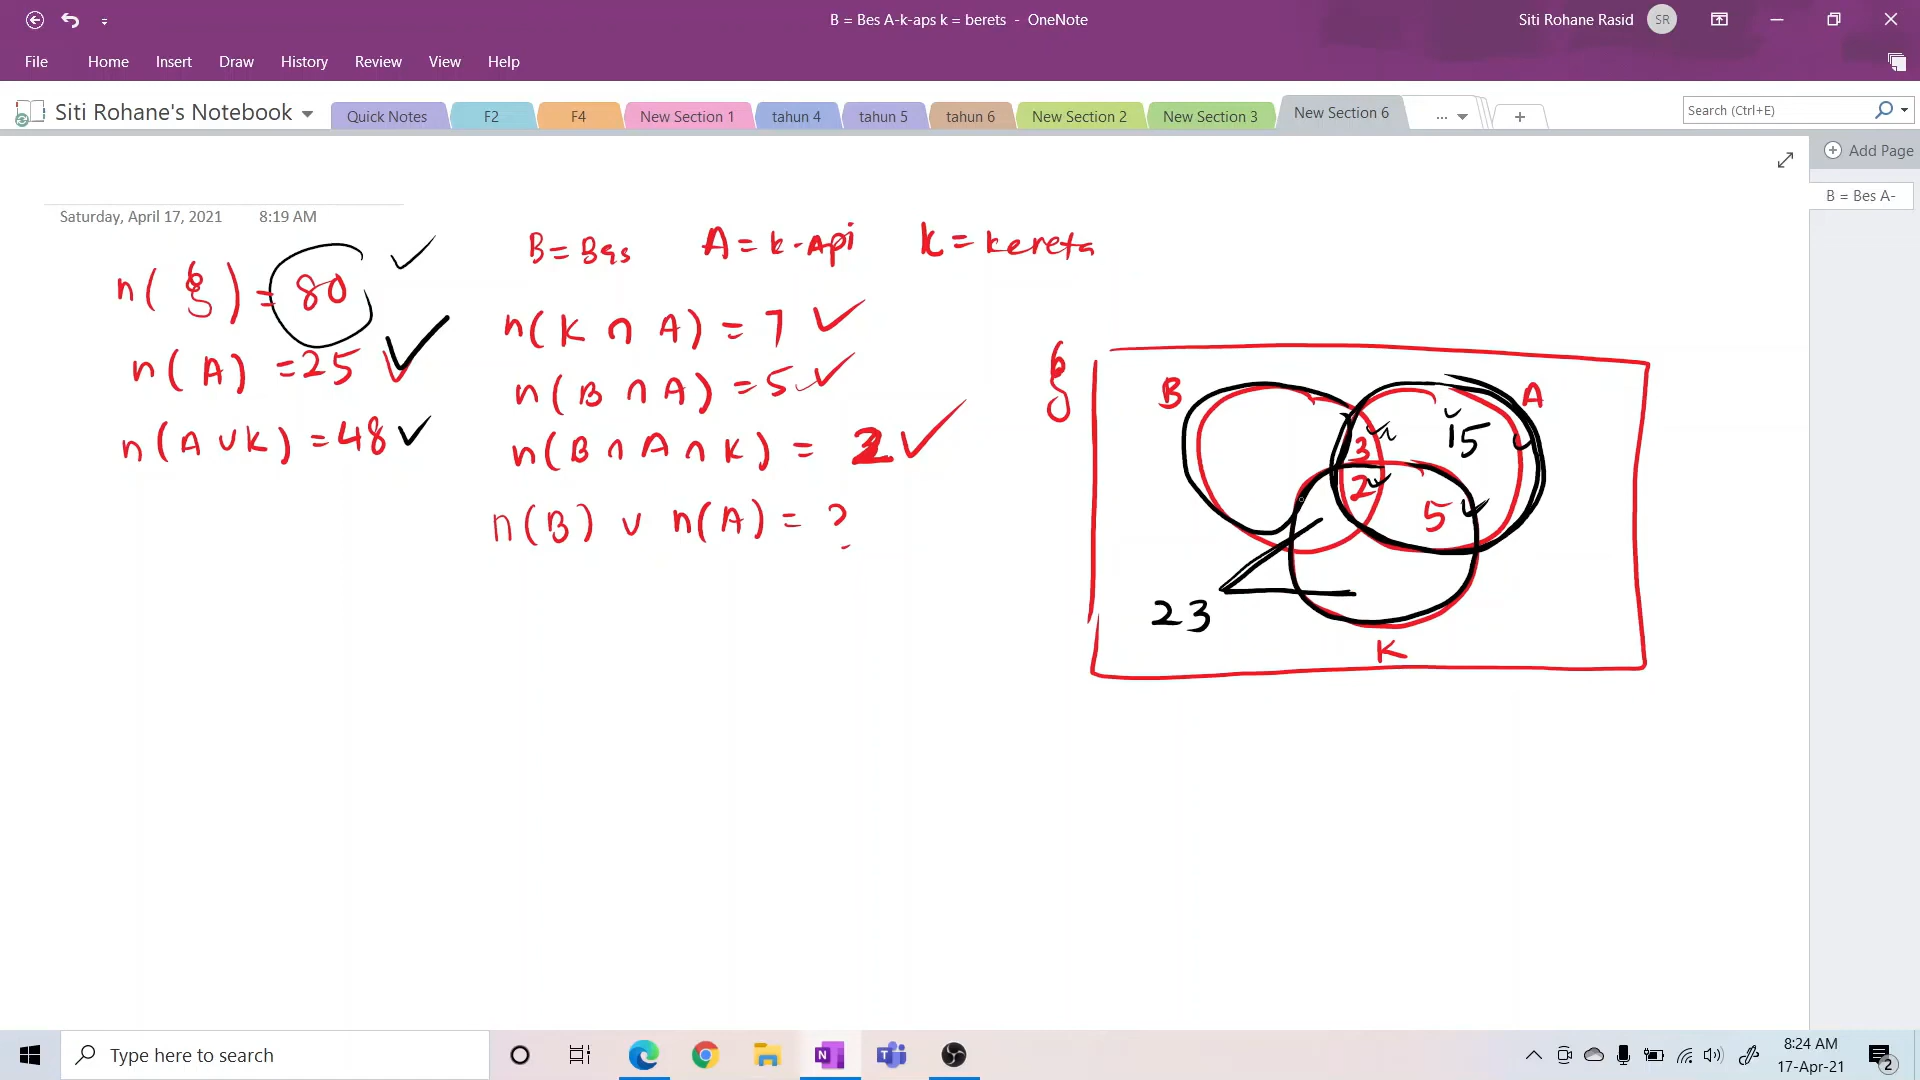 B = Bes A-k-aps k = berets - OneNote
Siti Rohane Rasid
SR
File Home Insert Draw History Review View Help
Siti Rohane's Notebook
Quick Notes F2 F4 New Section 1 tahun 4 tahun 5 tahun 6 New Section 2 New Section 3 New Section 6 ...
Search (Ctrl+E)
Add Page
B = Bes A-
Saturday, April 17, 2021 8:19 AM
B = Bas A = k-Api k = kereta
n(ξ) = 80
n(A) = 25
n(A ∪ K) = 48
n(K ∩ A) = 7
n(B ∩ A) = 5
n(B ∩ A ∩ K) = 2
n(B) ∪ n(A) = ?
ξ
B
A
3
15
2
5
23
K
Type here to search
N
8:24 AM
17-Apr-21
2